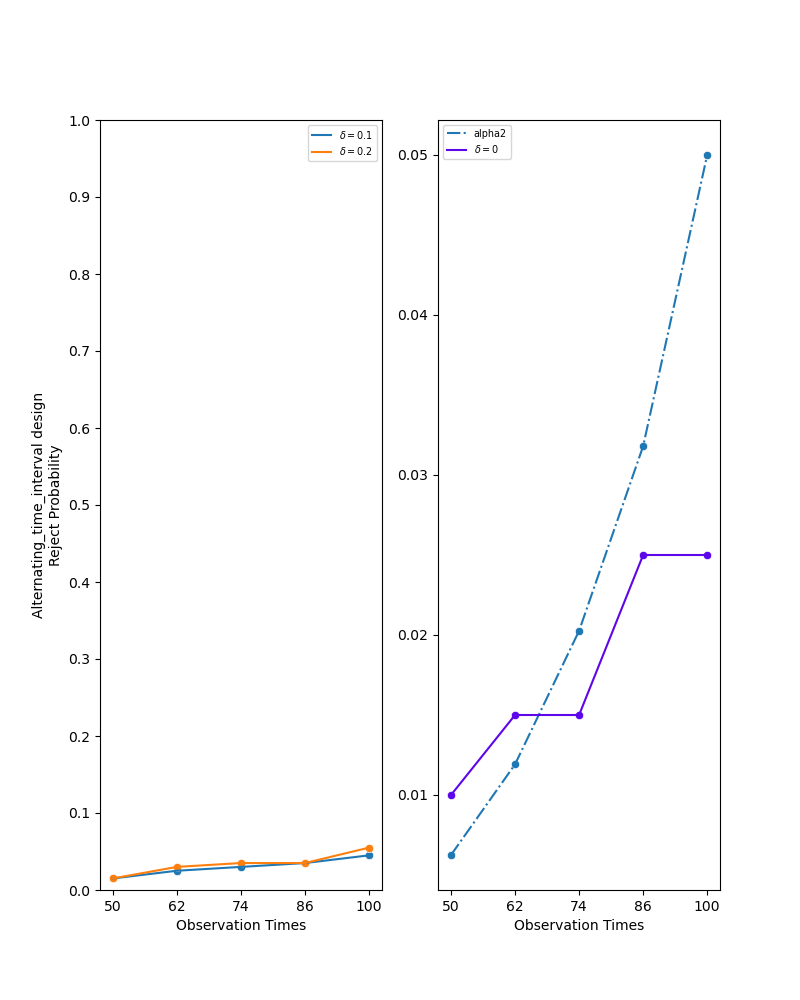 Alternating_time_interval design
Reject Probability
1.0
0.9
0.8
0.7
0.6
0.5
0.4
0.3
0.2
0.1
0.0
50 62 74 86 100
Observation Times
δ = 0.1
δ = 0.2
0.05
0.04
0.03
0.02
0.01
50 62 74 86 100
Observation Times
alpha2
δ = 0